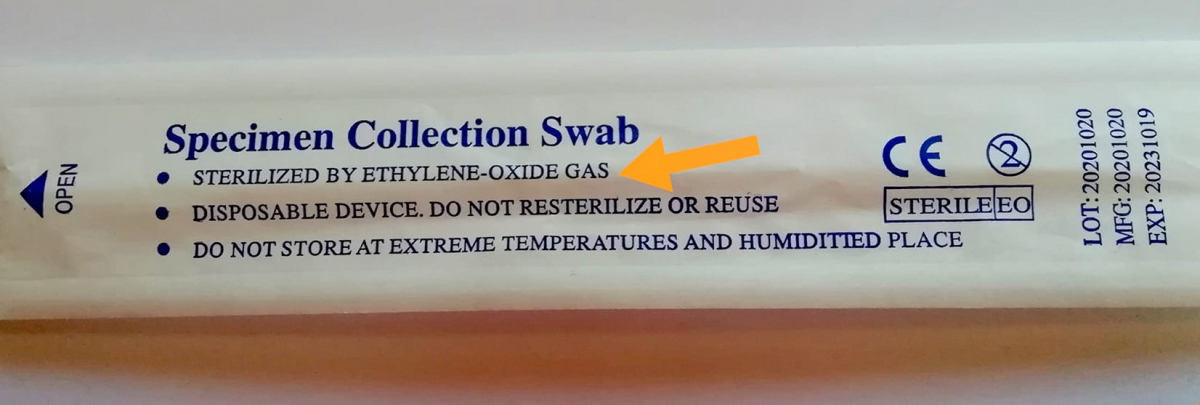 Specimen Collection Swab
• STERILIZED BY ETHYLENE-OXIDE GAS
• DISPOSABLE DEVICE. DO NOT RESTERILIZE OR REUSE
• DO NOT STORE AT EXTREME TEMPERATURES AND HUMIDITTED PLACE
OPEN
CE
2
STERILE EO
LOT: 20201020
MFG: 20201020
EXP: 20231019